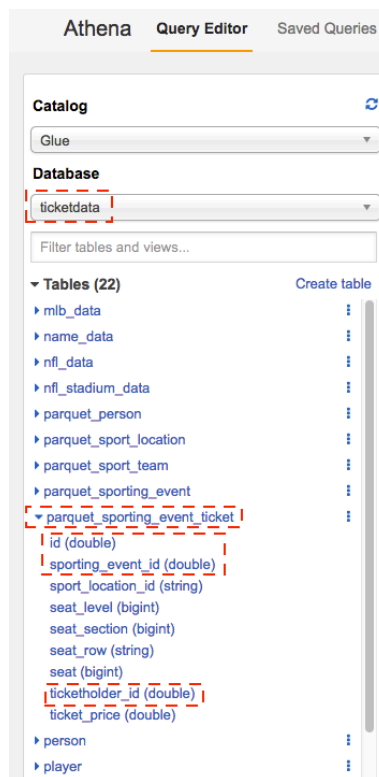 Athena Query Editor Saved Queries
Catalog
Glue
Database
ticketdata
Filter tables and views...
Tables (22) Create table
mlb_data
name_data
nfl_data
nfl_stadium_data
parquet_person
parquet_sport_location
parquet_sport_team
parquet_sporting_event
parquet_sporting_event_ticket
id (double)
sporting_event_id (double)
sport_location_id (string)
seat_level (bigint)
seat_section (bigint)
seat_row (string)
seat (bigint)
ticketholder_id (double)
ticket_price (double)
person
player